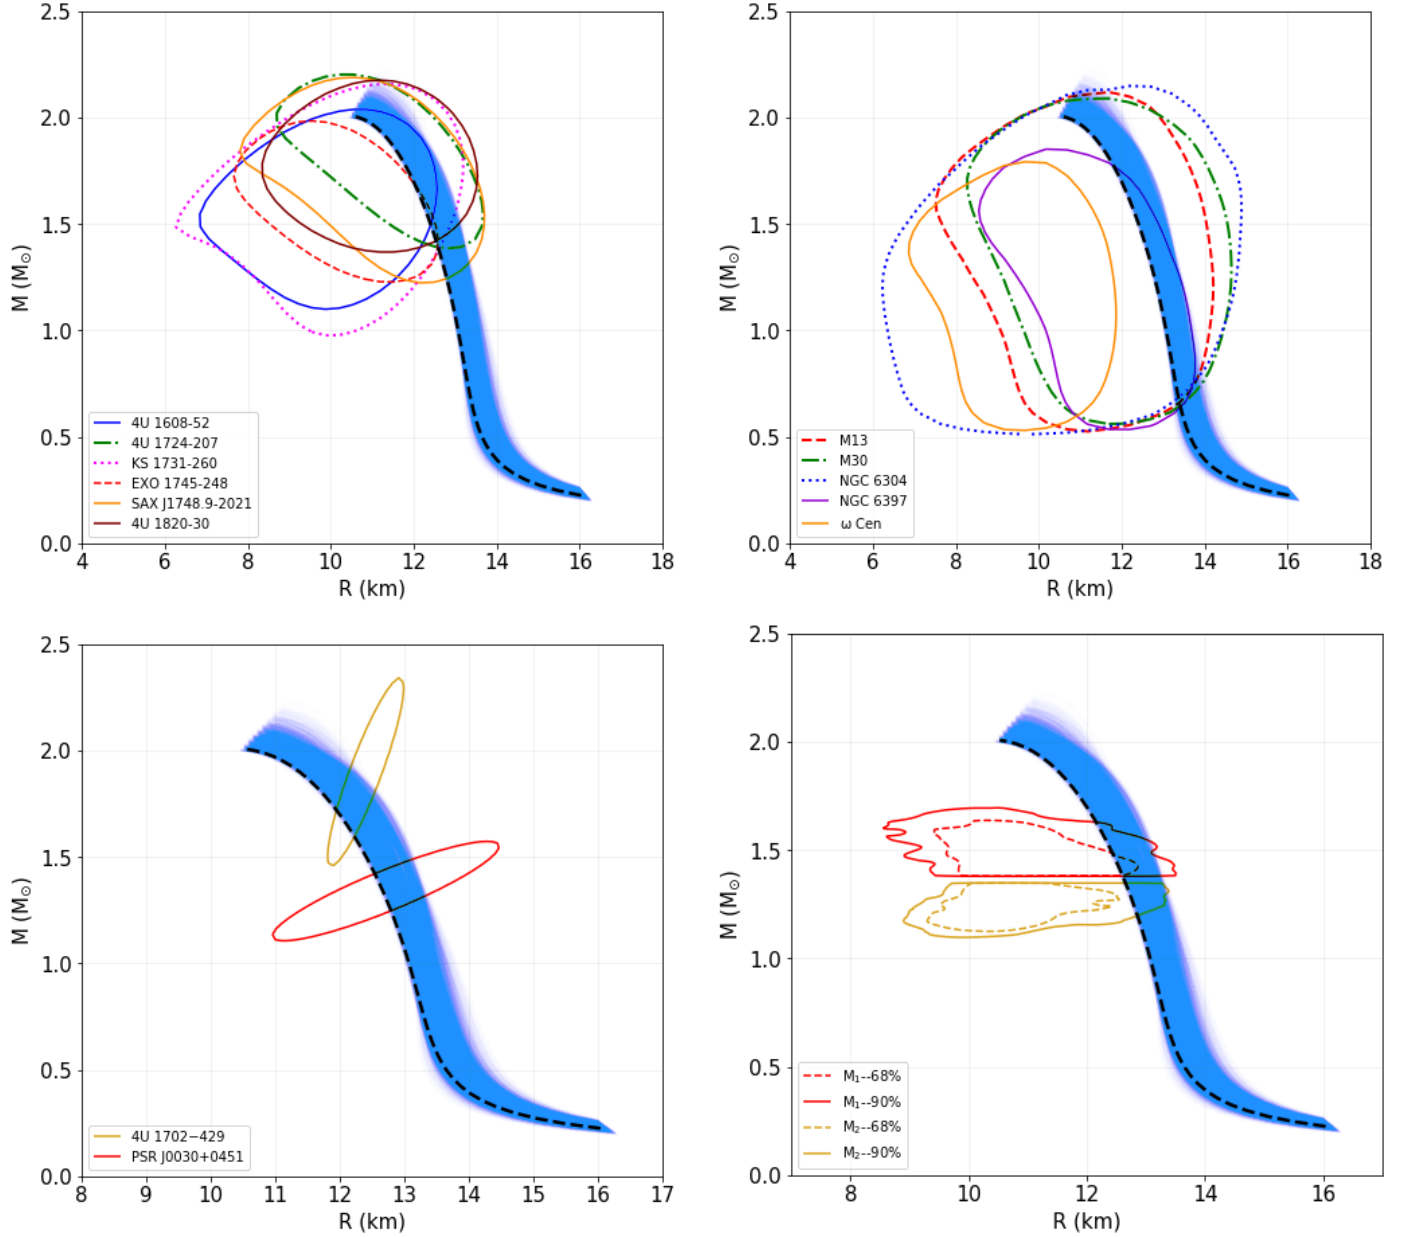 2.5
2.0
1.5
1.0
0.5
0.0
M (M⊙)
4 6 8 10 12 14 16 18
R (km)
4U 1608-52
4U 1724-207
KS 1731-260
EXO 1745-248
SAX J1748.9-2021
4U 1820-30
2.5
2.0
1.5
1.0
0.5
0.0
M (M⊙)
4 6 8 10 12 14 16 18
R (km)
M13
M30
NGC 6304
NGC 6397
ω Cen
2.5
2.0
1.5
1.0
0.5
0.0
M (M⊙)
8 9 10 11 12 13 14 15 16 17
R (km)
4U 1702−429
PSR J0030+0451
2.5
2.0
1.5
1.0
0.5
0.0
M (M⊙)
8 10 12 14 16
R (km)
M₁--68%
M₁--90%
M₂--68%
M₂--90%